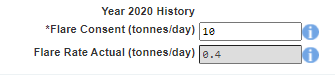 Year 2020 History
*Flare Consent (tonnes/day) 10
Flare Rate Actual (tonnes/day) 0.4